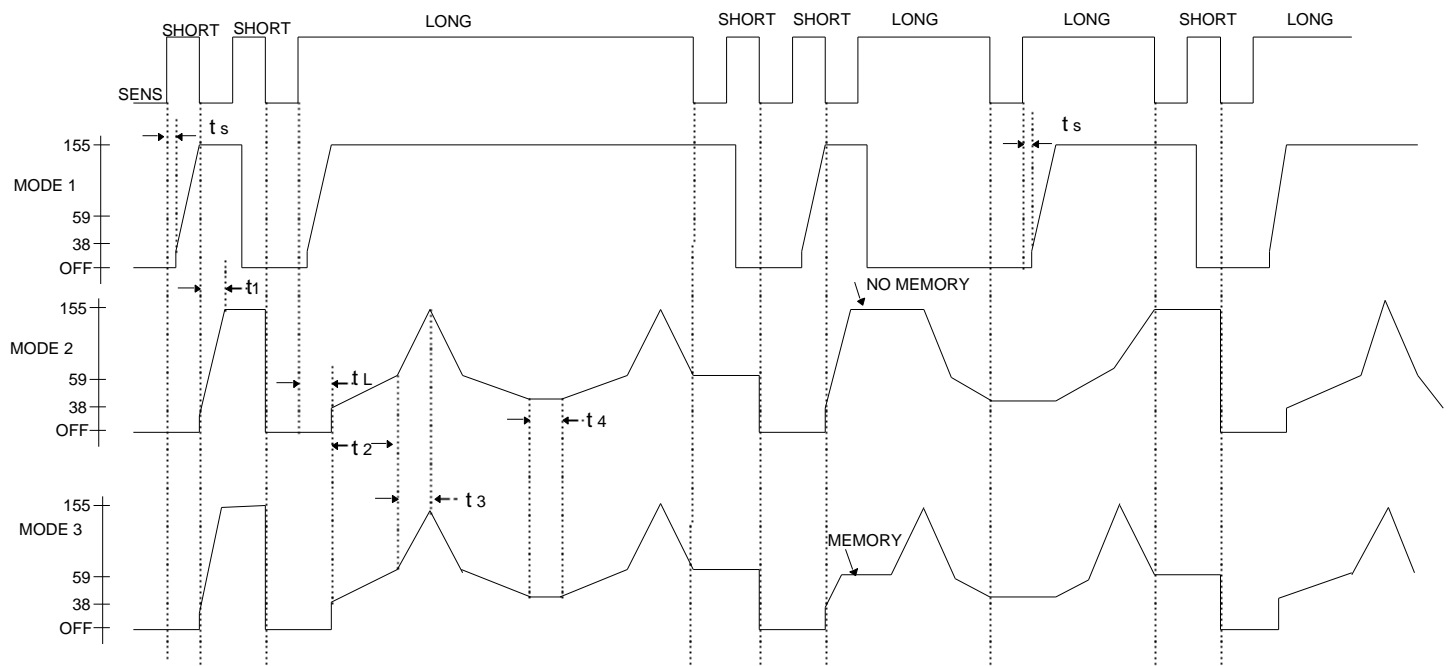 SHORT SHORT LONG SHORT SHORT LONG LONG SHORT LONG
SENS
t s t s
155
MODE 1
59
38
OFF
t1
NO MEMORY
155
MODE 2
59
t L
38
t 4
OFF
t 2
t 3
155
MODE 3
MEMORY
59
38
OFF